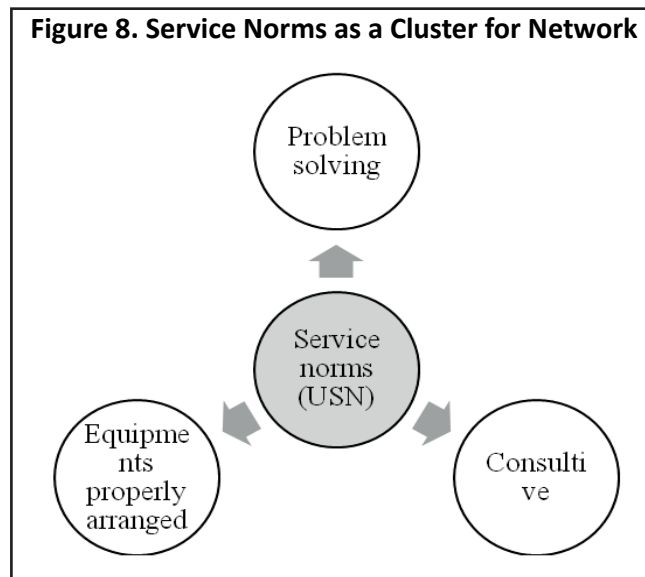 Figure 8. Service Norms as a Cluster for Network
Problem
solving
Service
norms
(USN)
Equipme
nts
properly
arranged
Consulti
ve